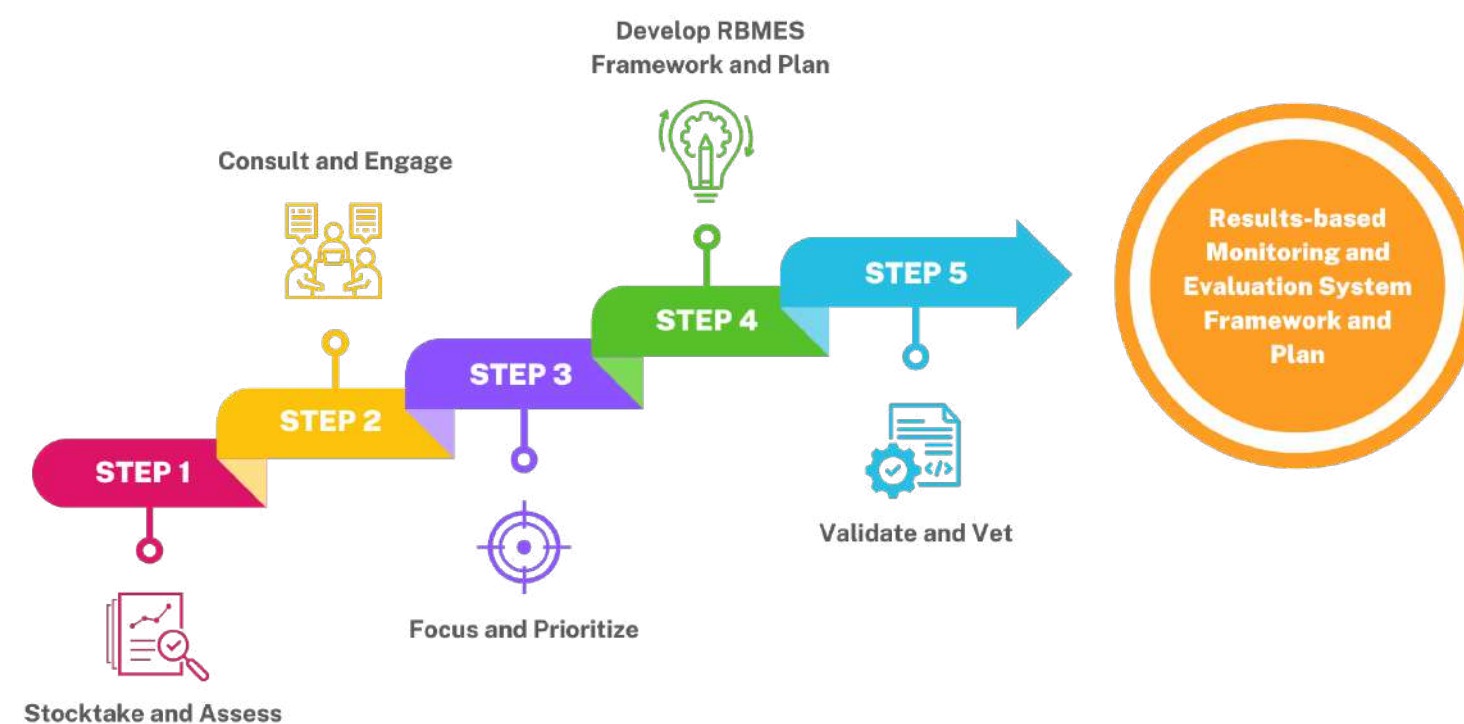 STEP 1
Stocktake and Assess
STEP 2
Consult and Engage
STEP 3
Focus and Prioritize
STEP 4
Develop RBMES
Framework and Plan
STEP 5
Validate and Vet
Results-based
Monitoring and
Evaluation System
Framework and
Plan